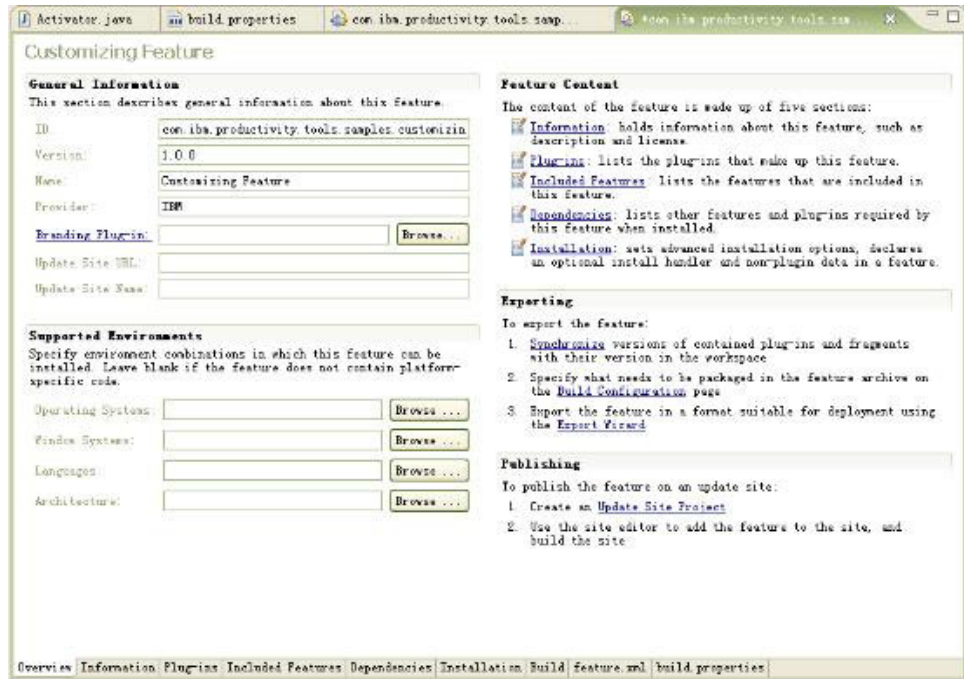 Activator.java
build.properties
com.ibm.productivity.tools.samp...
*com.ibm.productivity.tools.sam...
Customizing Feature
General Information
This section describes general information about this feature.
ID:
com.ibm.productivity.tools.samples.customizin
Version:
1.0.0
Name:
Customizing Feature
Provider:
IBM
Branding Plug-in:
Browse...
Update Site URL:
Update Site Name:
Supported Environments
Specify environment combinations in which this feature can be
installed. Leave blank if the feature does not contain platform-
specific code.
Operating Systems:
Browse ...
Window Systems:
Browse ...
Languages:
Browse ...
Architecture:
Browse ...
Feature Content
The content of the feature is made up of five sections:
Information: holds information about this feature, such as
description and license.
Plug-ins: lists the plug-ins that make up this feature.
Included Features: lists the features that are included in
this feature.
Dependencies: lists other features and plug-ins required by
this feature when installed.
Installation: sets advanced installation options, declares
an optional install handler and non-plugin data in a feature.
Exporting
To export the feature:
1. Synchronize versions of contained plug-ins and fragments
with their version in the workspace
2. Specify what needs to be packaged in the feature archive on
the Build Configuration page
3. Export the feature in a format suitable for deployment using
the Export Wizard
Publishing
To publish the feature on an update site:
1. Create an Update Site Project
2. Use the site editor to add the feature to the site, and
build the site
Overview Information Plug-ins Included Features Dependencies Installation Build feature.xml build.properties